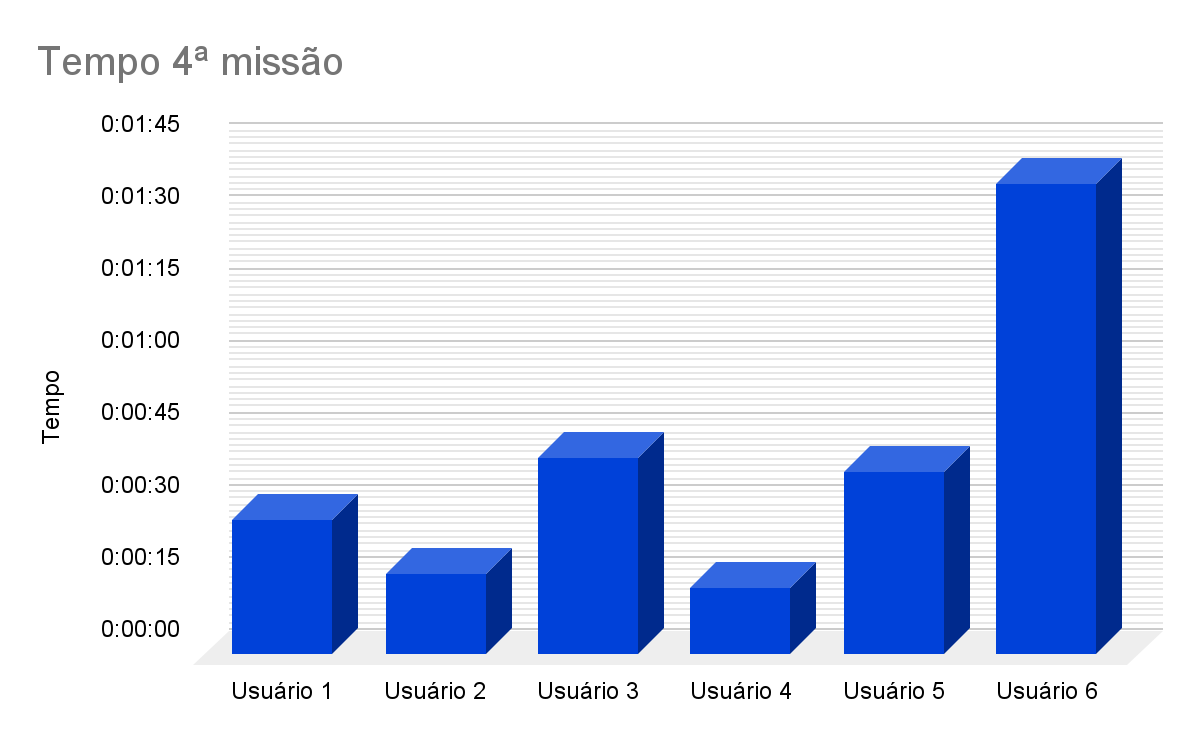 Tempo 4ª missão
0:01:45
0:01:30
0:01:15
0:01:00
0:00:45
0:00:30
0:00:15
0:00:00
Tempo
Usuário 1
Usuário 2
Usuário 3
Usuário 4
Usuário 5
Usuário 6